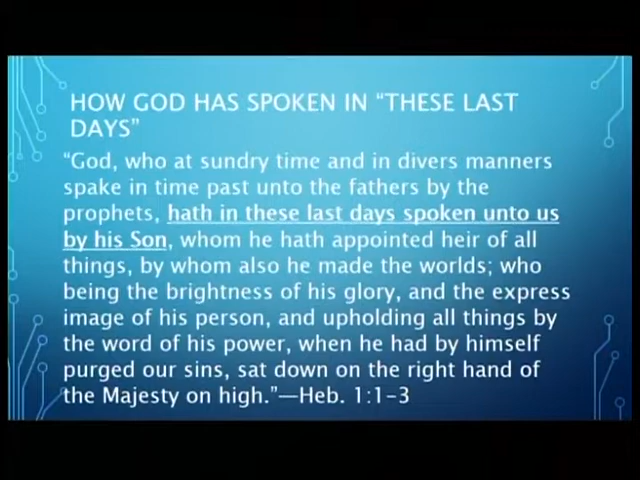 HOW GOD HAS SPOKEN IN “THESE LAST
DAYS”
“God, who at sundry time and in divers manners
spake in time past unto the fathers by the
prophets, hath in these last days spoken unto us
by his Son, whom he hath appointed heir of all
things, by whom also he made the worlds; who
being the brightness of his glory, and the express
image of his person, and upholding all things by
the word of his power, when he had by himself
purged our sins, sat down on the right hand of
the Majesty on high.”—Heb. 1:1-3